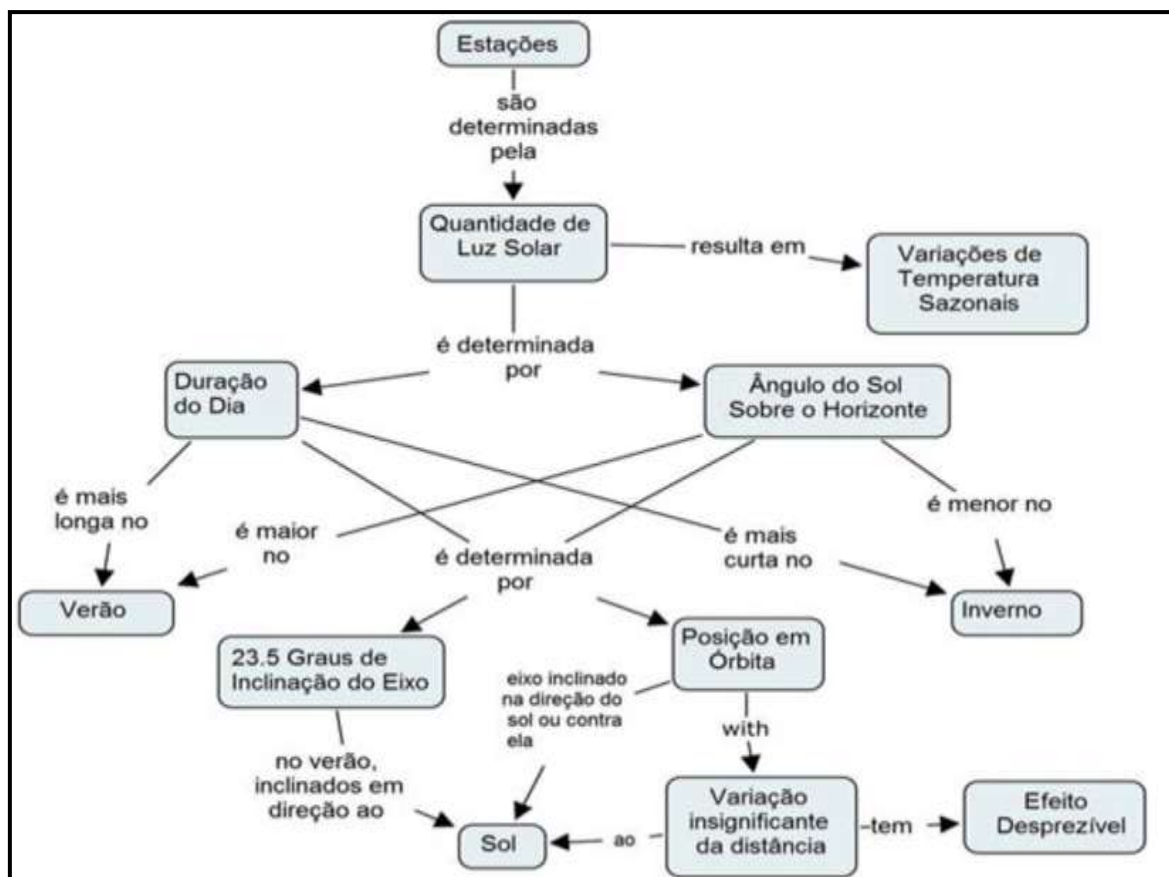 Estações
são
determinadas
pela
Quantidade de
Luz Solar
resulta em
Variações de
Temperatura
Sazonais
é determinada
por
Duração
do Dia
Ângulo do Sol
Sobre o Horizonte
é mais
longa no
é maior
no
é determinada
por
é mais
curta no
é menor no
Verão
Inverno
23.5 Graus de
Inclinação do Eixo
Posição em
Órbita
eixo inclinado
na direção do
sol ou contra
ela
with
no verão,
inclinados em
direção ao
Sol
ao
Variação
insignificante
da distância
tem
Efeito
Desprezível